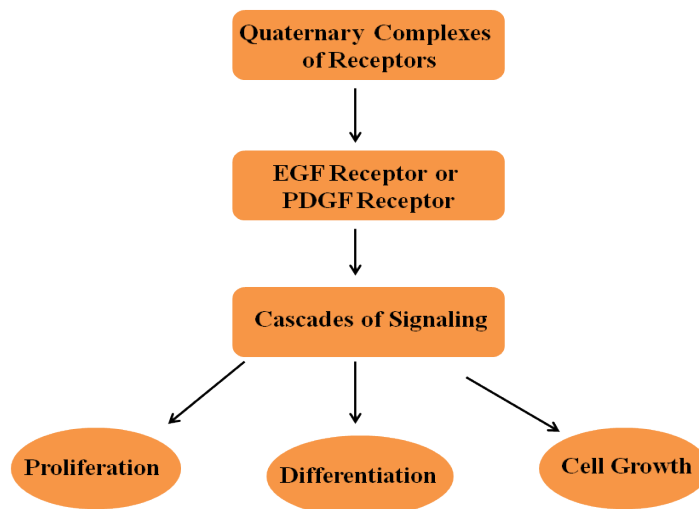 Quaternary Complexes
of Receptors
EGF Receptor or
PDGF Receptor
Cascades of Signaling
Proliferation
Differentiation
Cell Growth